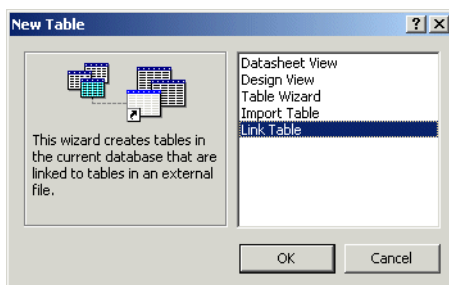 New Table
This wizard creates tables in
the current database that are
linked to tables in an external
file.
Datasheet View
Design View
Table Wizard
Import Table
Link Table
OK
Cancel